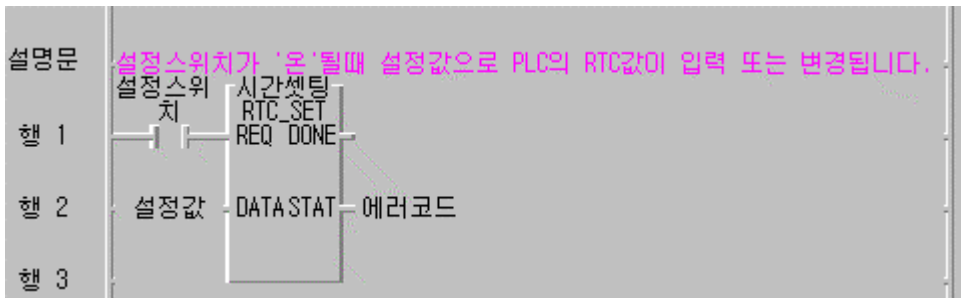 설명문 설정스위치가 '온'될때 설정값으로 PLC의 RTC값이 입력 또는 변경됩니다.
설정스위치 시간셋팅
RTC_SET
행 1 REQ DONE
행 2 설정값 DATA STAT 에러코드
행 3